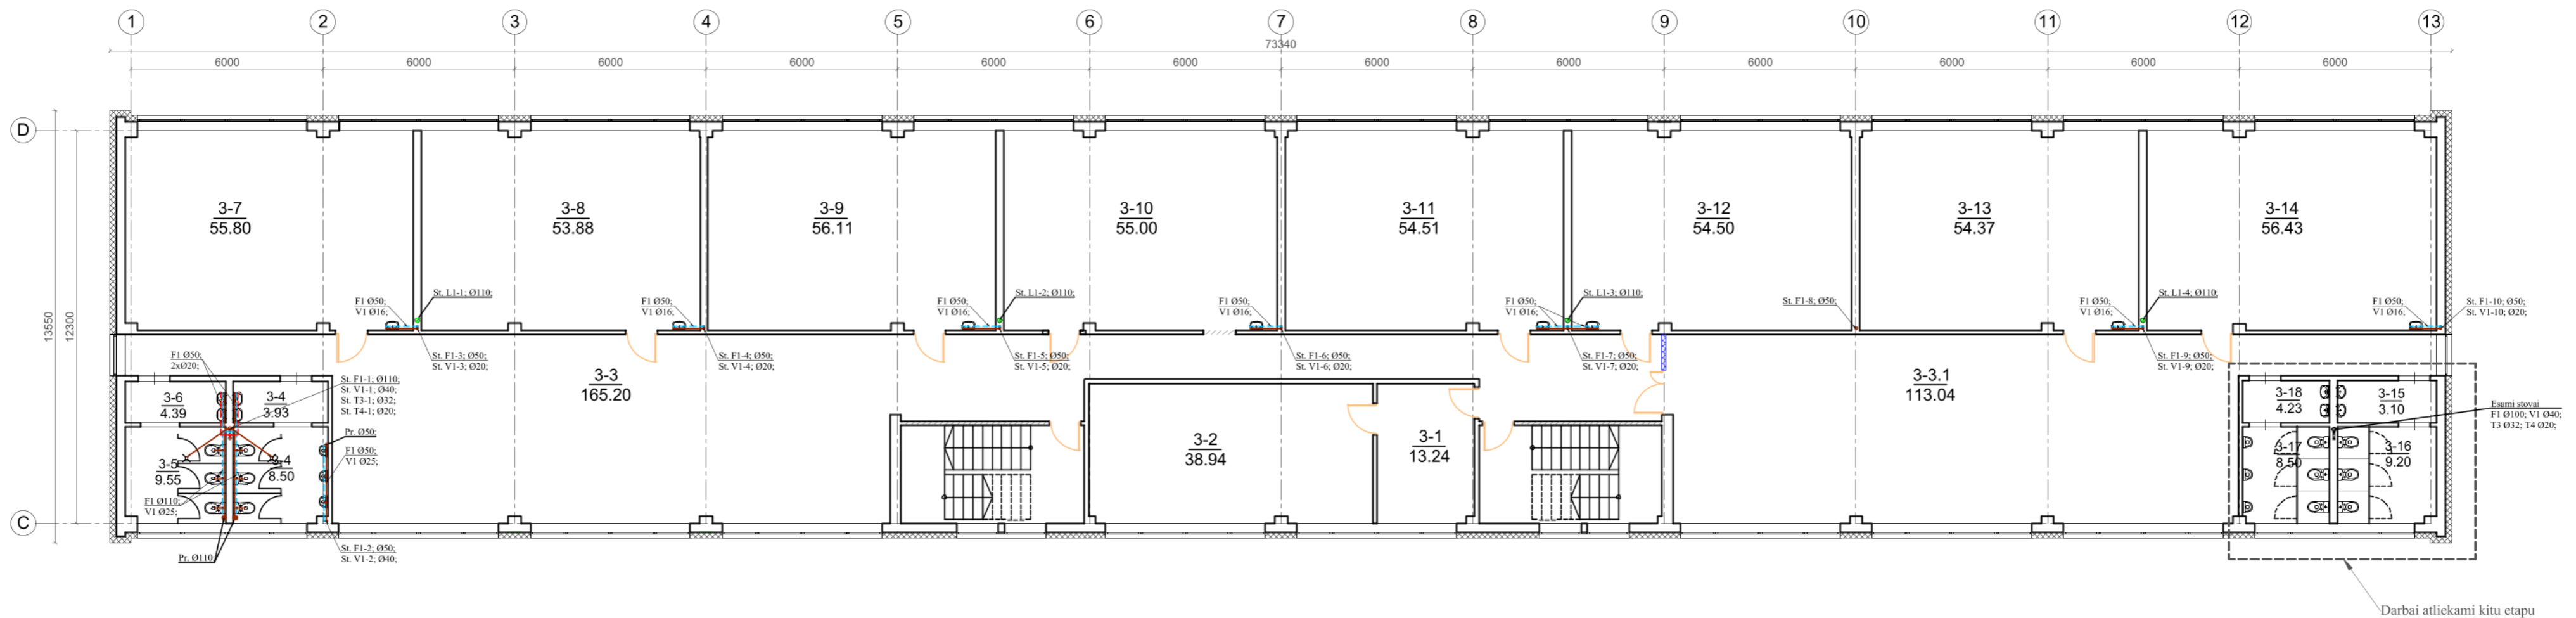 1 2 3 4 5 6 7 8 9 10 11 12 13
73340
6000 6000 6000 6000 6000 6000 6000 6000 6000 6000 6000 6000
D
C
13550
12300
3-7
55.80
3-8
53.88
3-9
56.11
3-10
55.00
3-11
54.51
3-12
54.50
3-13
54.37
3-14
56.43
F1 Ø50;
V1 Ø16;
St. L1-1; Ø110;
F1 Ø50;
V1 Ø16;
F1 Ø50;
V1 Ø16;
St. L1-2; Ø110;
F1 Ø50;
V1 Ø16;
F1 Ø50;
V1 Ø16;
St. L1-3; Ø110;
St. F1-8; Ø50;
F1 Ø50;
V1 Ø16;
St. L1-4; Ø110;
F1 Ø50;
V1 Ø16;
St. F1-10; Ø50;
St. V1-10; Ø20;
St. F1-3; Ø50;
St. V1-3; Ø20;
St. F1-4; Ø50;
St. V1-4; Ø20;
St. F1-5; Ø50;
St. V1-5; Ø20;
St. F1-6; Ø50;
St. V1-6; Ø20;
St. F1-7; Ø50;
St. V1-7; Ø20;
St. F1-9; Ø50;
St. V1-9; Ø20;
F1 Ø50;
2xØ20;
St. F1-1; Ø110;
St. V1-1; Ø40;
St. T3-1; Ø32;
St. T4-1; Ø20;
3-3
165.20
3-3.1
113.04
3-6
4.39
3-4
3.93
Pr. Ø50;
F1 Ø50;
V1 Ø25;
3-5
9.55
3-4
8.50
F1 Ø110;
V1 Ø25;
3-2
38.94
3-1
13.24
3-18
4.23
3-15
3.10
Esami stovai
F1 Ø100; V1 Ø40;
T3 Ø32; T4 Ø20;
3-17
8.50
3-16
9.20
Pr. Ø110;
St. F1-2; Ø50;
St. V1-2; Ø40;
Darbai atliekami kitu etapu